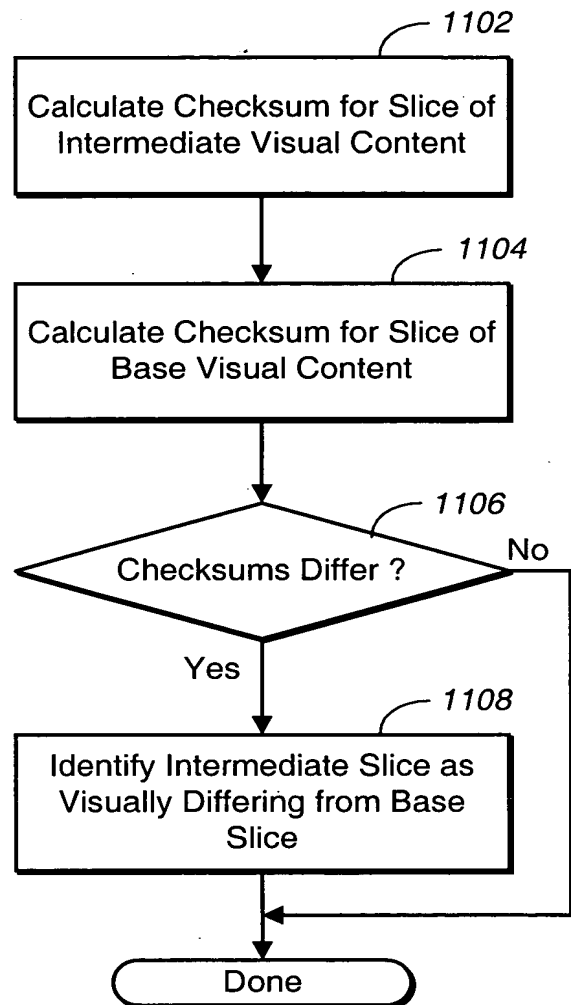 1102
Calculate Checksum for Slice of
Intermediate Visual Content
1104
Calculate Checksum for Slice of
Base Visual Content
1106
Checksums Differ ?
No
Yes
1108
Identify Intermediate Slice as
Visually Differing from Base
Slice
Done